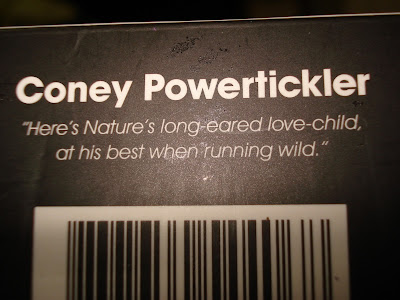 Coney Powertickler
“Here’s Nature’s long-eared love-child,
at his best when running wild.“